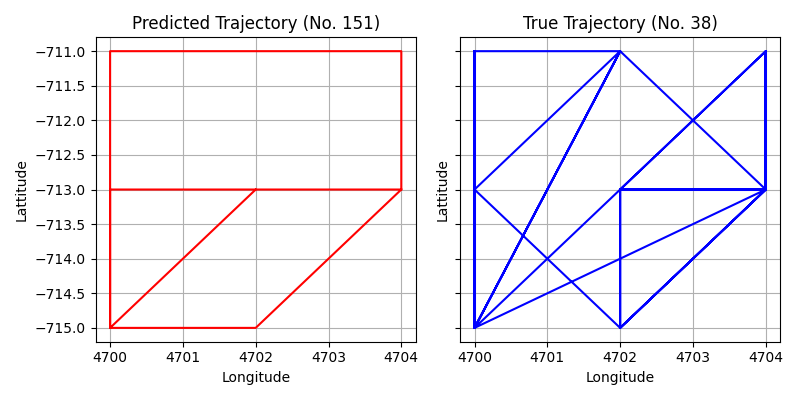 Predicted Trajectory (No. 151)
True Trajectory (No. 38)
Lattitude
−711.0
−711.5
−712.0
−712.5
−713.0
−713.5
−714.0
−714.5
−715.0
4700 4701 4702 4703 4704
Longitude
Lattitude
4700 4701 4702 4703 4704
Longitude